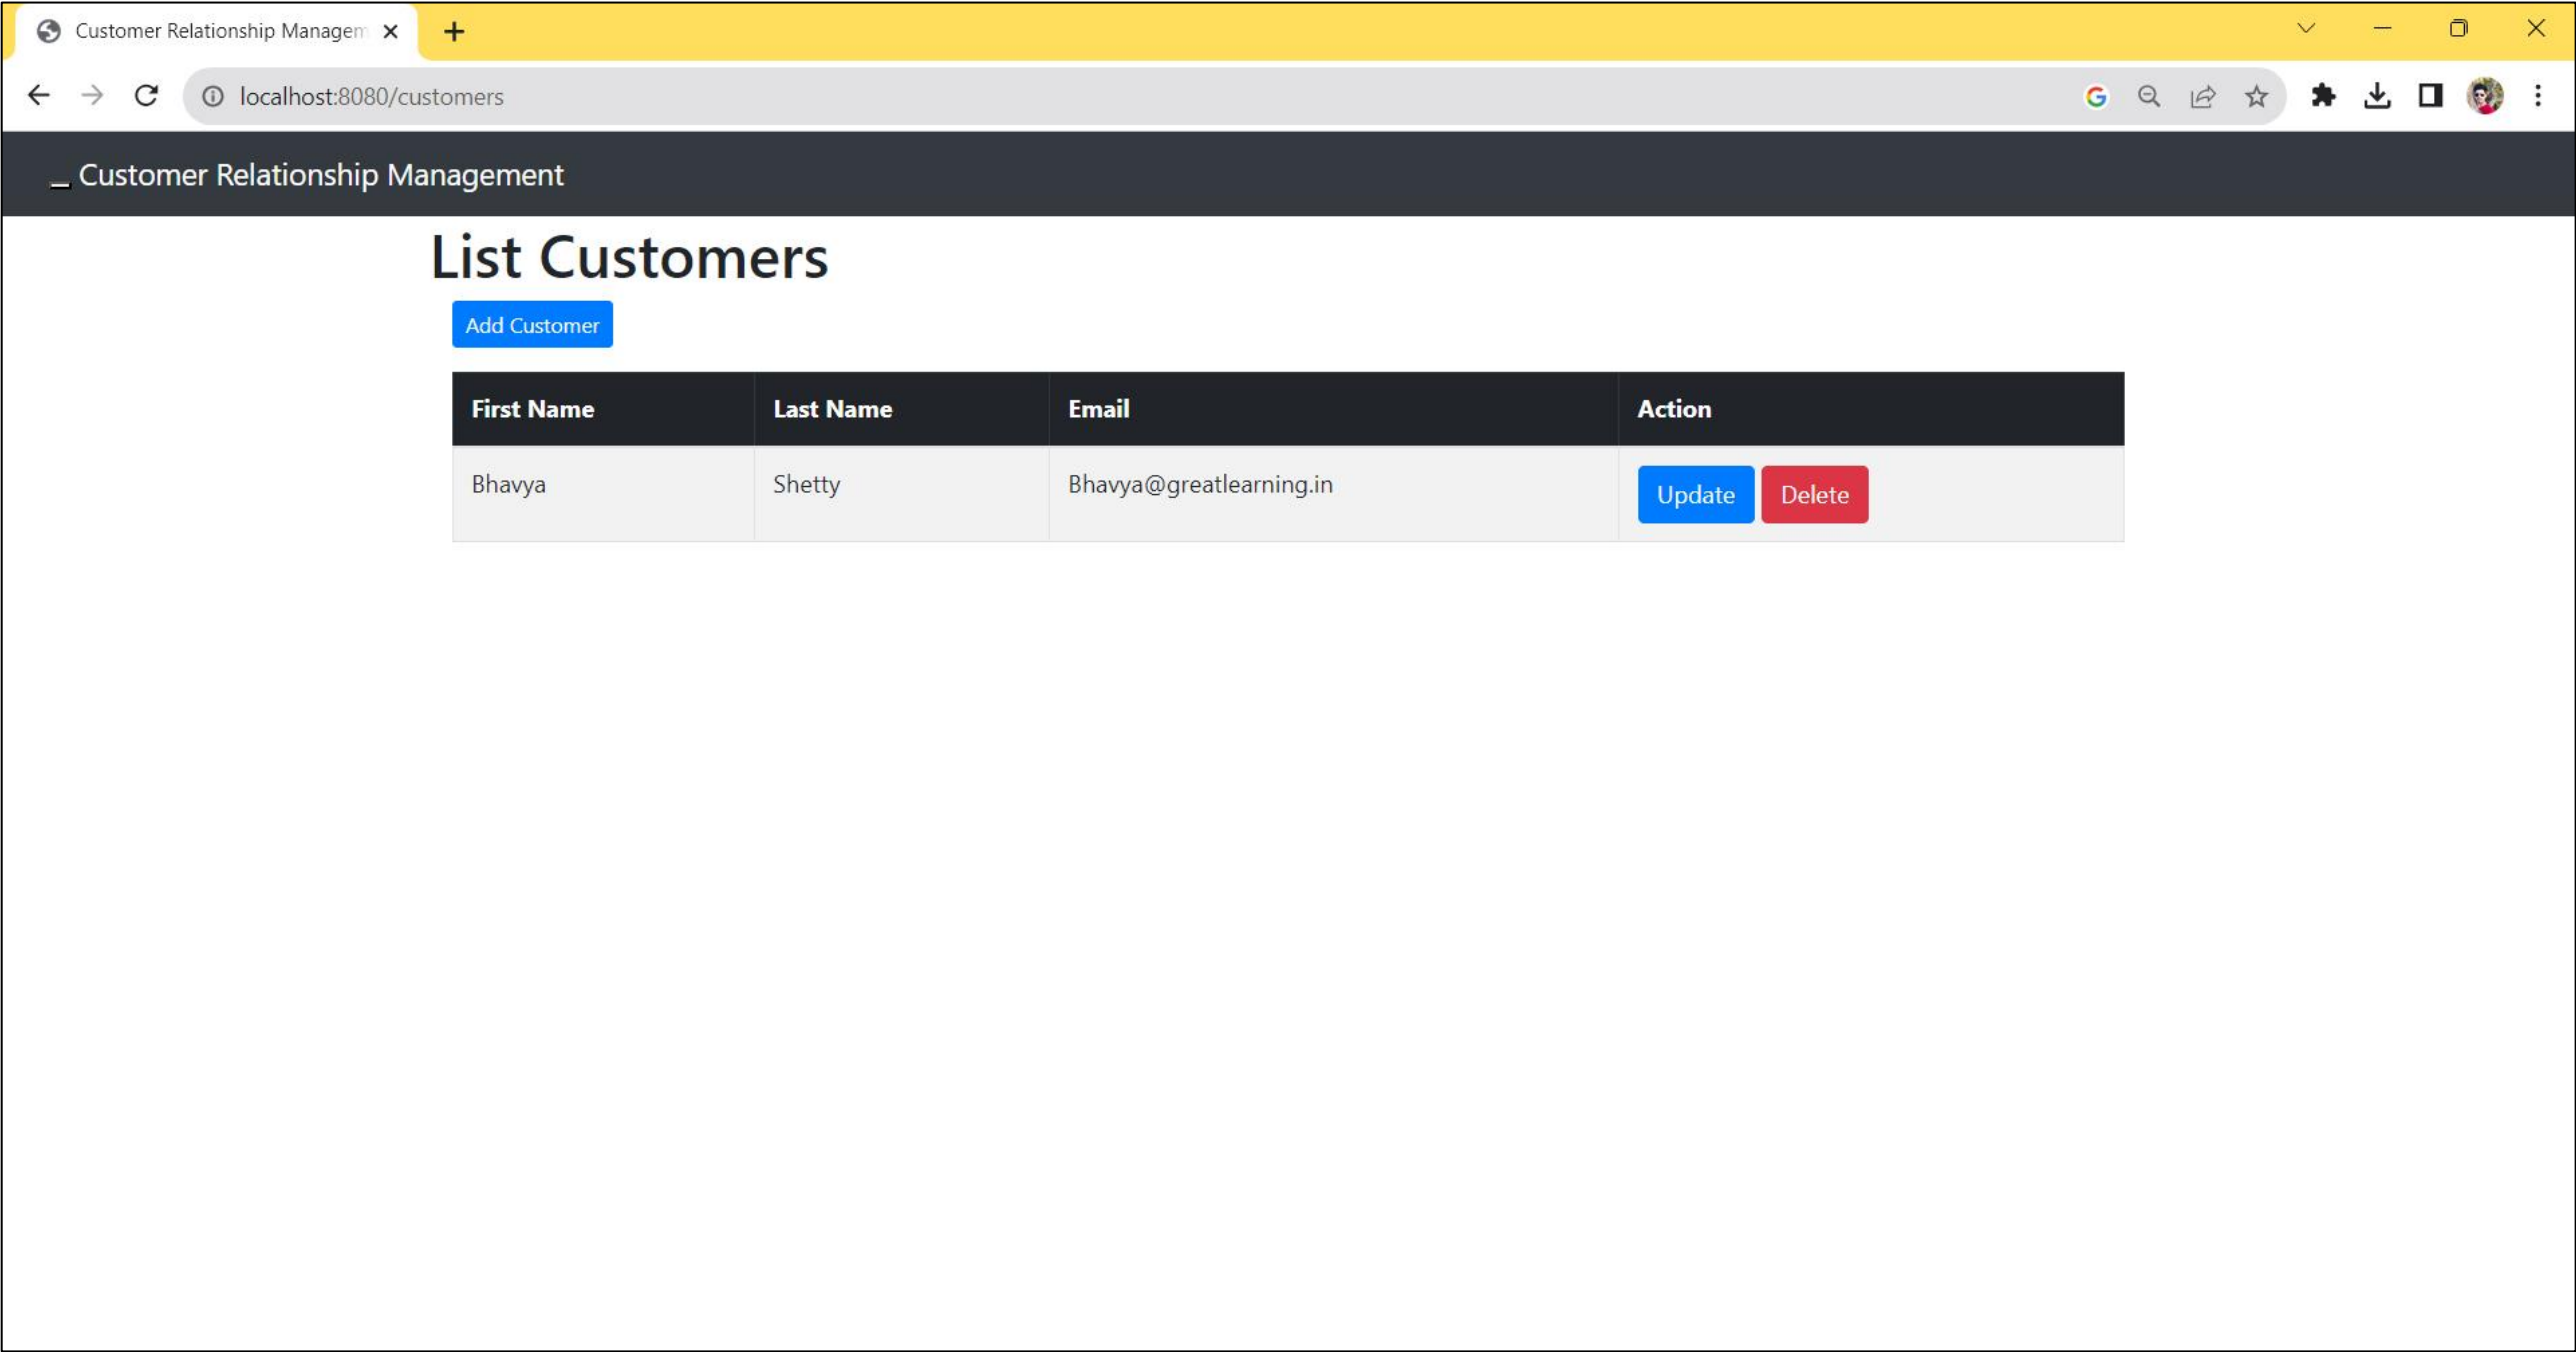 Customer Relationship Managem
localhost:8080/customers
Customer Relationship Management
List Customers
Add Customer
First Name Last Name Email Action
Bhavya Shetty Bhavya@greatlearning.in Update Delete